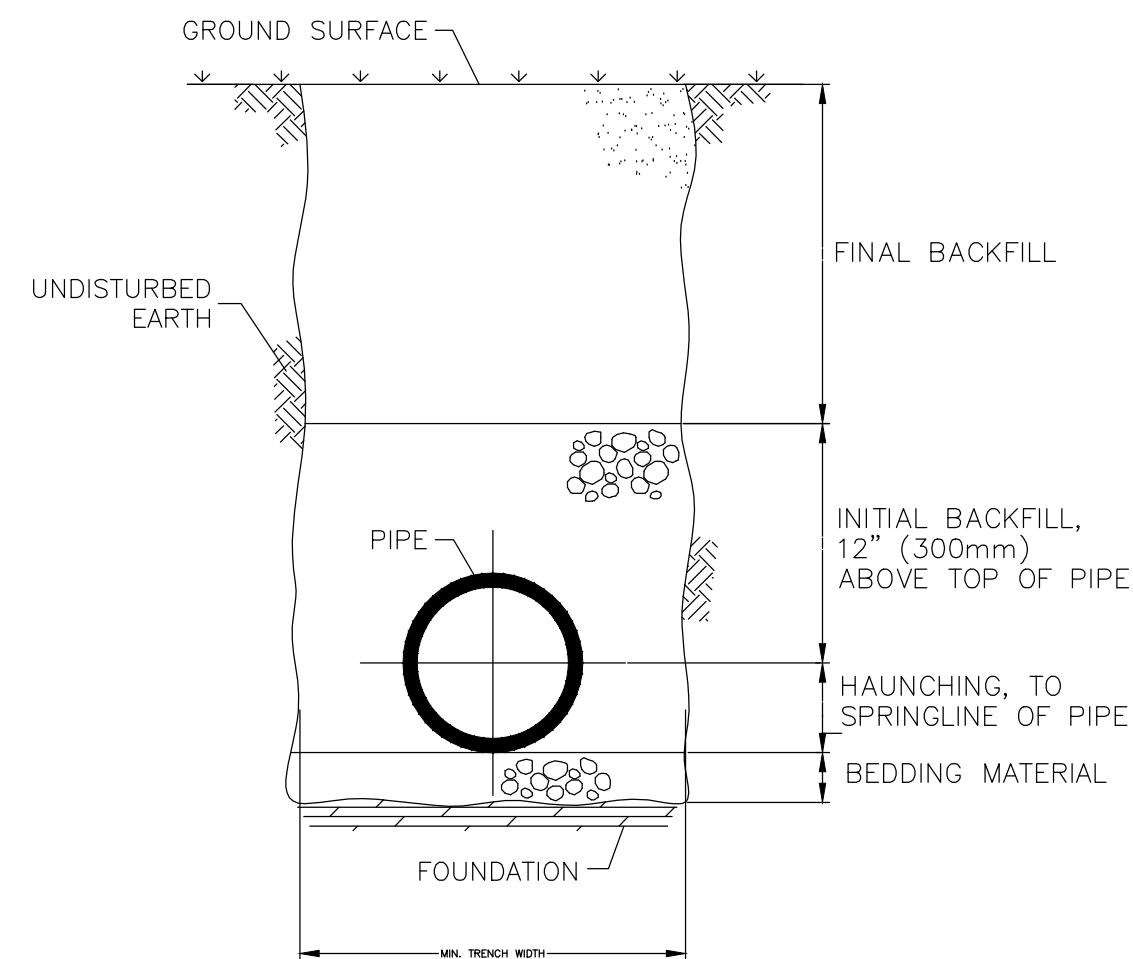 GROUND SURFACE
FINAL BACKFILL
UNDISTURBED
EARTH
INITIAL BACKFILL,
12” (300mm)
ABOVE TOP OF PIPE
PIPE
HAUNCHING, TO
SPRINGLINE OF PIPE
BEDDING MATERIAL
FOUNDATION
MIN. TRENCH WIDTH